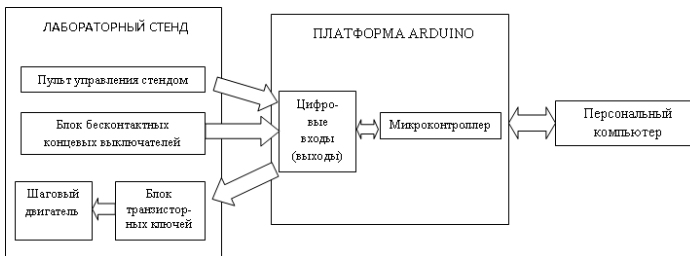 ЛАБОРАТОРНЫЙ СТЕНД
Пульт управления стендом
Блок бесконтактных
концевых выключателей
Шаговый
двигатель
Блок
транзистор-
ных ключей
ПЛАТФОРМА ARDUINO
Цифро-
вые
входы
(выходы)
Микроконтроллер
Персональный
компьютер